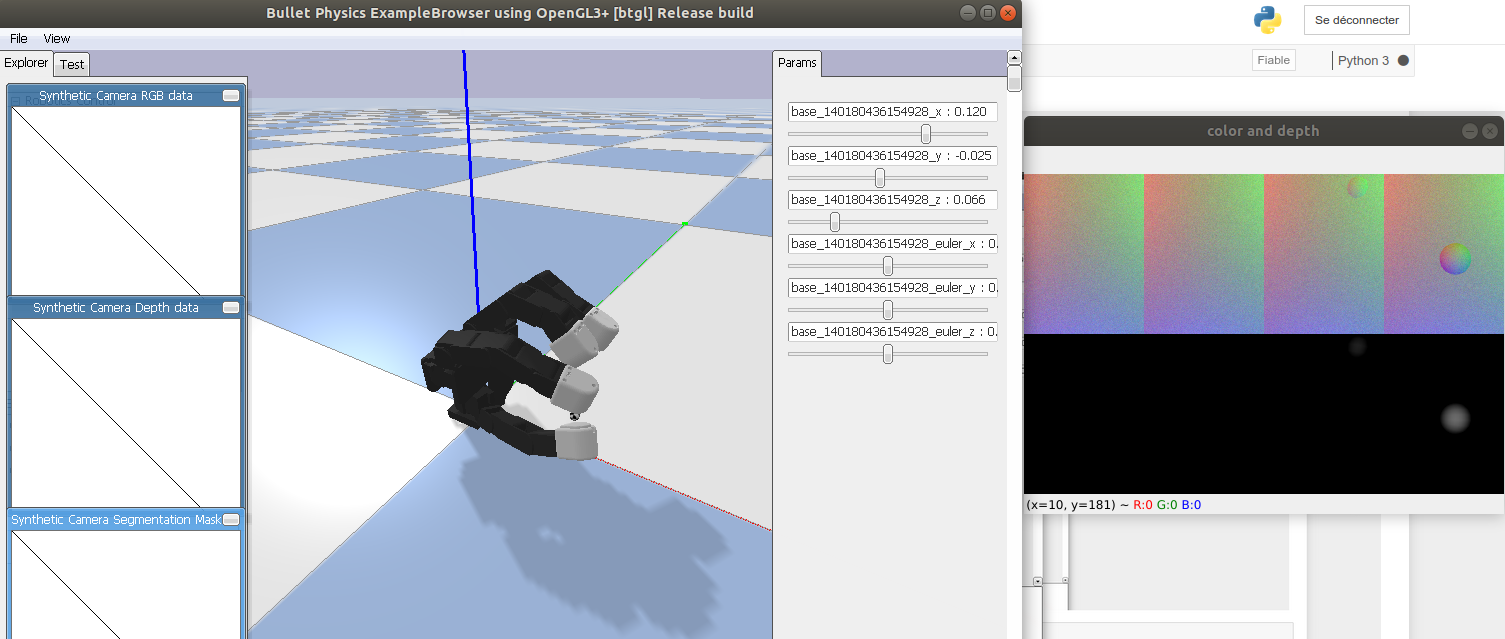 Bullet Physics ExampleBrowser using OpenGL3+ [btgl] Release build
File View
Explorer Test
Synthetic Camera RGB data
Synthetic Camera Depth data
Synthetic Camera Segmentation Mask
Params
base_140180436154928_x : 0.120
base_140180436154928_y : -0.025
base_140180436154928_z : 0.066
base_140180436154928_euler_x : 0.
base_140180436154928_euler_y : 0.
base_140180436154928_euler_z : 0.
Se déconnecter
Fiable Python 3
color and depth
(x=10, y=181) ~ R:0 G:0 B:0